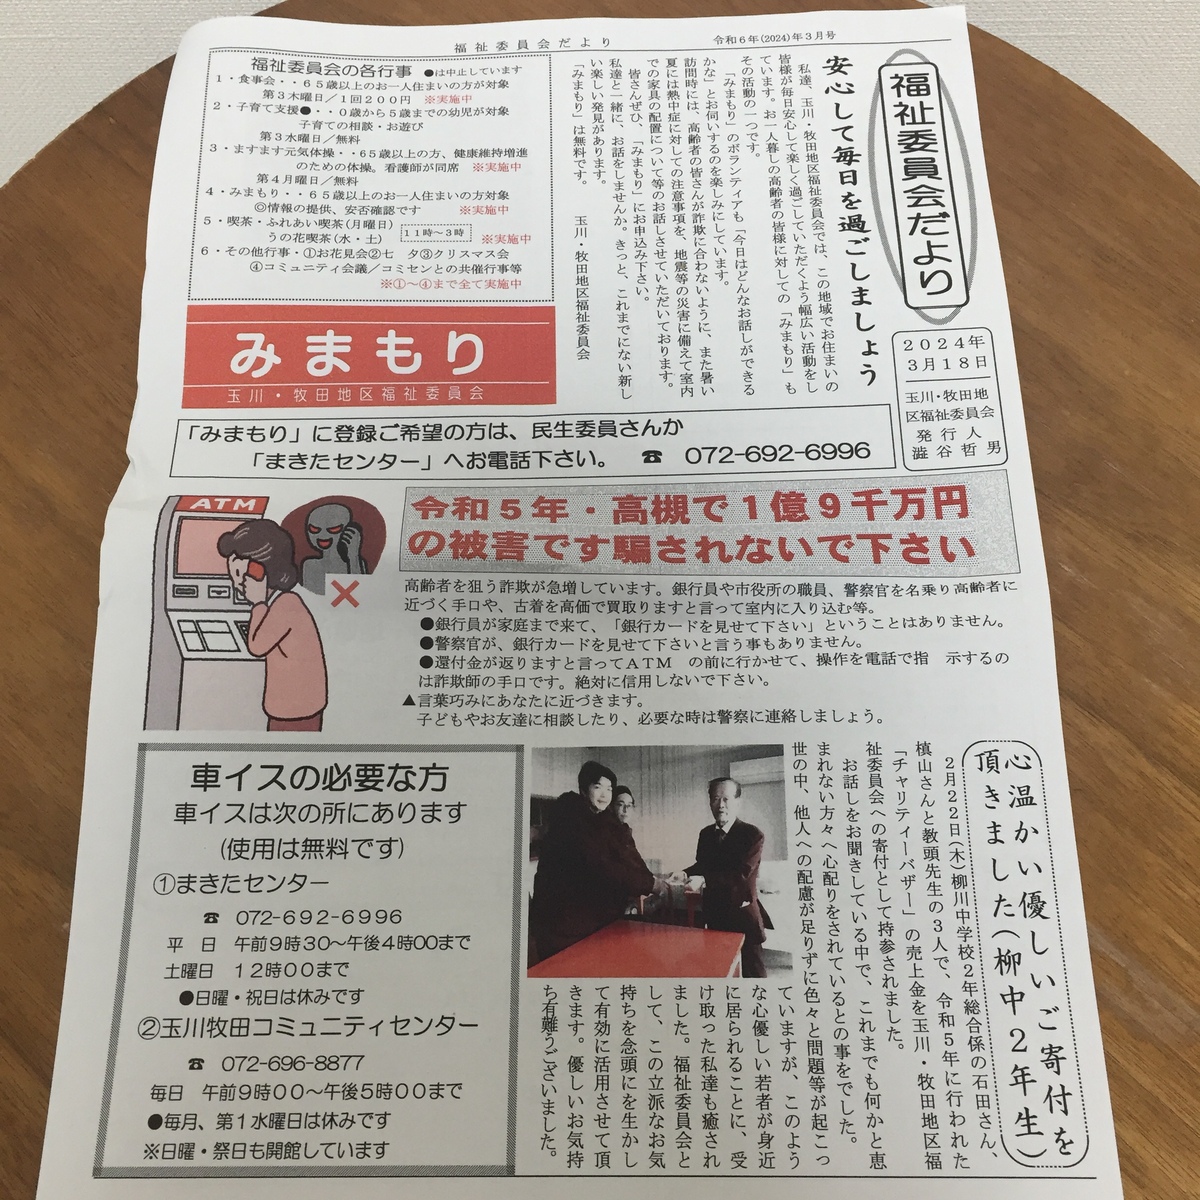 福祉委員会だより
令和6年(2024)年3月号
福祉委員会だより
2024年
3月18日
玉川・牧田地
区福祉委員会
発行人
澁谷哲男
安心して毎日を過ごしましょう
私達、玉川・牧田地区福祉委員会では、この地域でお住まいの
皆様が毎日安心して楽しく過ごしていただくよう幅広い活動をし
ています。お一人暮しの高齢者の皆様に対しての「みまもり」も
その活動の一つです。
「みまもり」のボランティアも「今日はどんなお話しができる
かな」とお伺いするのを楽しみにしています。
訪問時には、高齢者の皆さんが詐欺に合わないように、また暑い
夏には熱中症に対しての注意事項を、地震等の災害に備えて室内
での家具の配置について等のお話しさせていただいております。
皆さんぜひ、「みまもり」にお申込み下さい。
私達と一緒に、お話をしませんか。きっと、これまでにない新し
い楽しい発見があります。
「みまもり」は無料です。 玉川・牧田地区福祉委員会
福祉委員会の各行事 ●は中止しています
1・食事会・・65歳以上のお一人住まいの方が対象
第3木曜日/1回200円 ※実施中
2・子育て支援●・・0歳から5歳までの幼児が対象
子育ての相談・お遊び
第3水曜日/無料
3・ますます元気体操・・65歳以上の方、健康維持増進
のための体操。看護師が同席 ※実施中
第4月曜日/無料
4・みまもり・・65歳以上のお一人住まいの方対象
◎情報の提供、安否確認です ※実施中
5・喫茶・ふれあい喫茶(月曜日)
うの花喫茶(水・土) 11時~3時 ※実施中
6・その他行事・①お花見会②七 夕③クリスマス会
④コミュニティ会議/コミセンとの共催行事等
※①~④まで全て実施中
みまもり
玉川・牧田地区福祉委員会
「みまもり」に登録ご希望の方は、民生委員さんか
「まきたセンター」へお電話下さい。 ☎ 072-692-6996
ATM
令和5年・高槻で1億9千万円
の被害です騙されないで下さい
高齢者を狙う詐欺が急増しています。銀行員や市役所の職員、警察官を名乗り高齢者に
近づく手口や、古着を高価で買取りますと言って室内に入り込む等。
●銀行員が家庭まで来て、「銀行カードを見せて下さい」ということはありません。
●警察官が、銀行カードを見せて下さいと言う事もありません。
●還付金が返りますと言ってATM の前に行かせて、操作を電話で指 示するの
は詐欺師の手口です。絶対に信用しないで下さい。
▲言葉巧みにあなたに近づきます。
子どもやお友達に相談したり、必要な時は警察に連絡しましょう。
車イスの必要な方
車イスは次の所にあります
(使用は無料です)
①まきたセンター
☎ 072-692-6996
平 日 午前9時30~午後4時00まで
土曜日 12時00まで
●日曜・祝日は休みです
②玉川牧田コミュニティセンター
☎ 072-696-8877
毎日 午前9時00~午後5時00まで
●毎月、第1水曜日は休みです
※日曜・祭日も開館しています
心温かい優しいご寄付を
頂きました(柳中2年生)
2月22日(木)柳川中学校2年総合係の石田さん、
槙山さんと教頭先生の3人で、令和5年に行われた
「チャリティーバザー」の売上金を玉川・牧田地区福
祉委員会への寄付として持参されました。
お話しをお聞きしている中で、これまでも何かと恵
まれない方々へ心配りをされているとの事をでした。
世の中、他人への配慮が足りずに色々と問題等が起こっ
ていますが、このよう
な心優しい若者が身近
に居られることに、受
け取った私達も癒され
ました。福祉委員会と
して、この立派なお気
持ちを念頭にを生かし
て有効に活用させて頂
きます。優しいお気持
ち有難うございました。